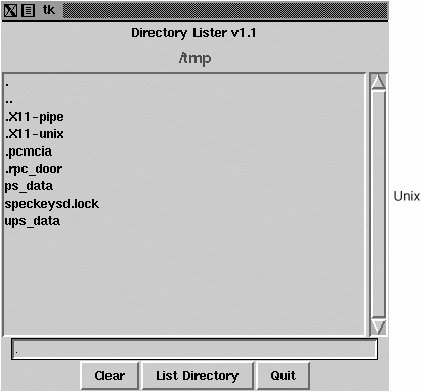 tk
Directory Lister v1.1
/tmp
.
..
.X11-pipe
.X11-unix
.pcmcia
.rpc_door
ps_data
speckeysd.lock
ups_data
Unix
.
Clear
List Directory
Quit